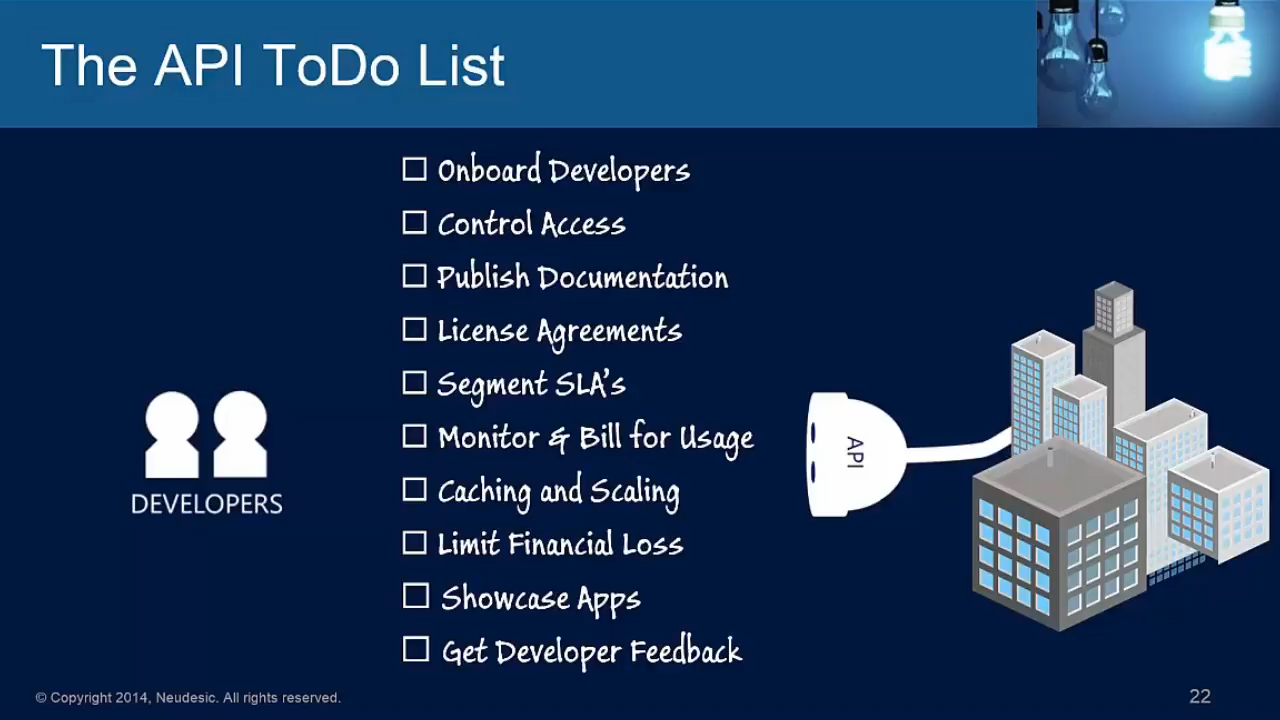 The API ToDo List
☐ Onboard Developers
☐ Control Access
☐ Publish Documentation
☐ License Agreements
☐ Segment SLA's
☐ Monitor & Bill for Usage
☐ Caching and Scaling
☐ Limit Financial Loss
☐ Showcase Apps
☐ Get Developer Feedback
DEVELOPERS
API
© Copyright 2014, Neudesic. All rights reserved.
22